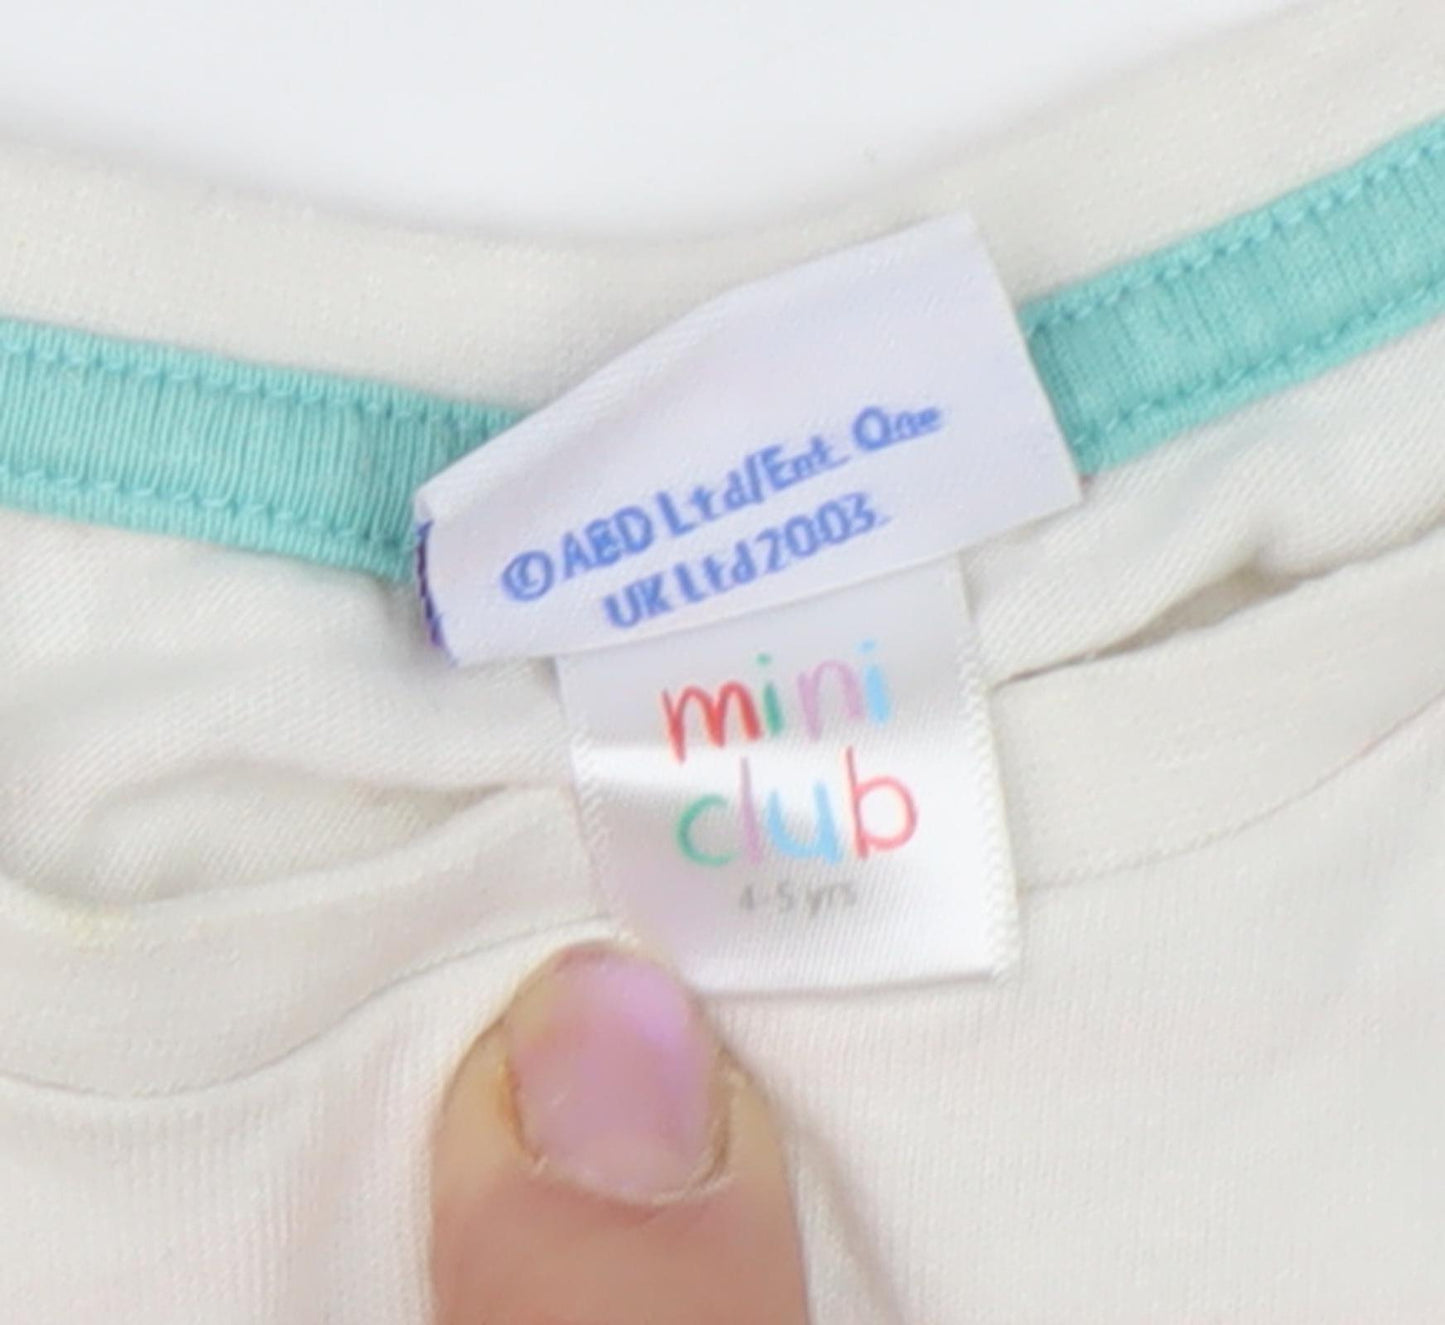 ©ABD Ltd/Ent. One
UK Ltd 2003.
mini
club
4-5 yrs